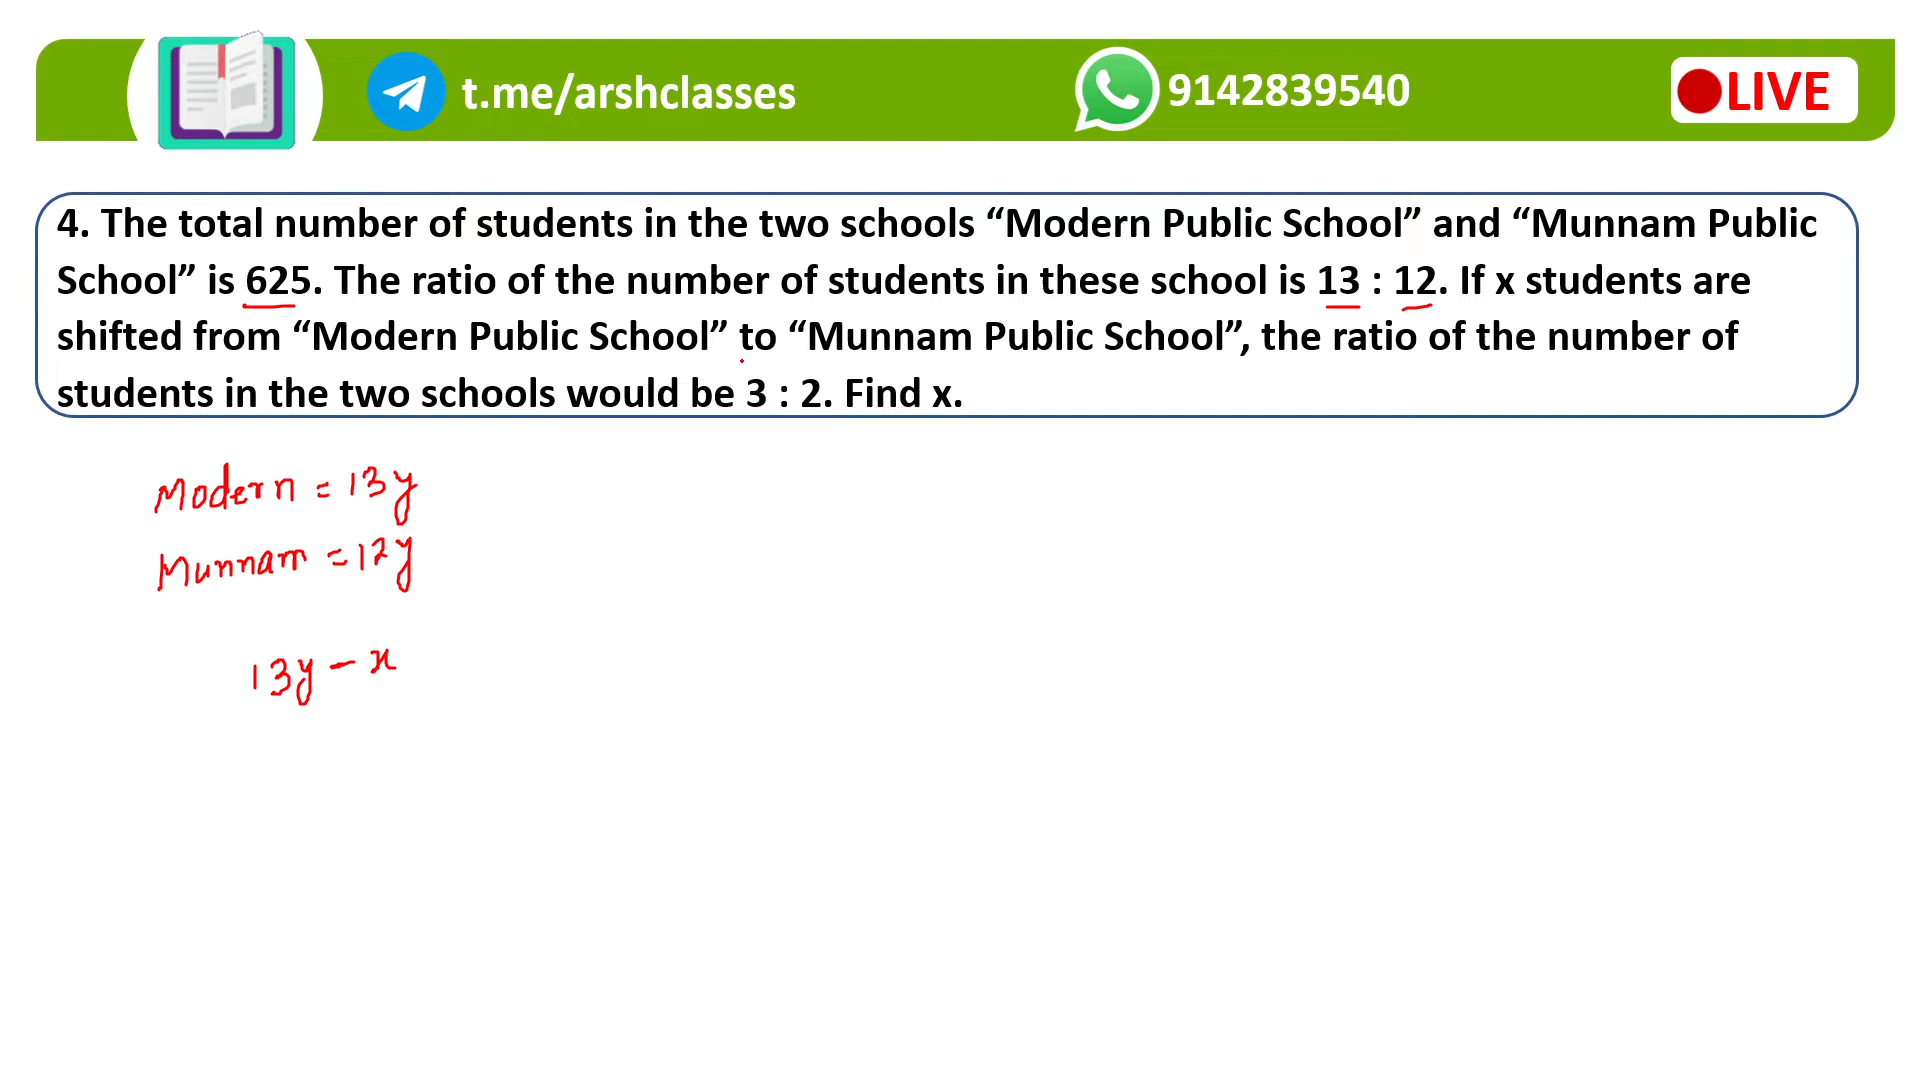 t.me/arshclasses 9142839540 LIVE
4. The total number of students in the two schools “Modern Public School” and “Munnam Public
School” is 625. The ratio of the number of students in these school is 13 : 12. If x students are
shifted from “Modern Public School” to “Munnam Public School”, the ratio of the number of
students in the two schools would be 3 : 2. Find x.
Modern = 13y
Munnam = 12y
13y - x